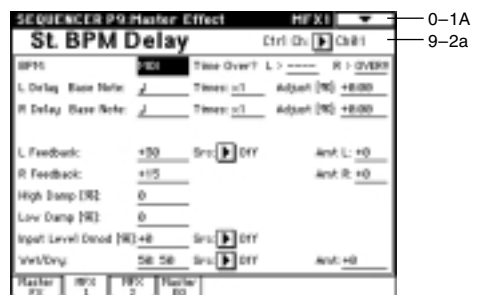 SEQUENCER P9:Master Effect MFX1
0–1A
St. BPM Delay Ctrl Ch: Ch01
9–2a
BPM: MIDI Time Over? L > ----- R > OVER!
L Delay Base Note: Times: x1 Adjust [%]: +0.00
R Delay Base Note: Times: x1 Adjust [%]: +0.00
L Feedback: +50 Src: Off Amt L: +0
R Feedback: +15 Amt R: +0
High Damp [%]: 0
Low Damp [%]: 0
Input Level Dmod [%]: +0 Src: Off
Wet/Dry: 50:50 Src: Off Amt: +0
Master FX MFX 1 MFX 2 Master EQ